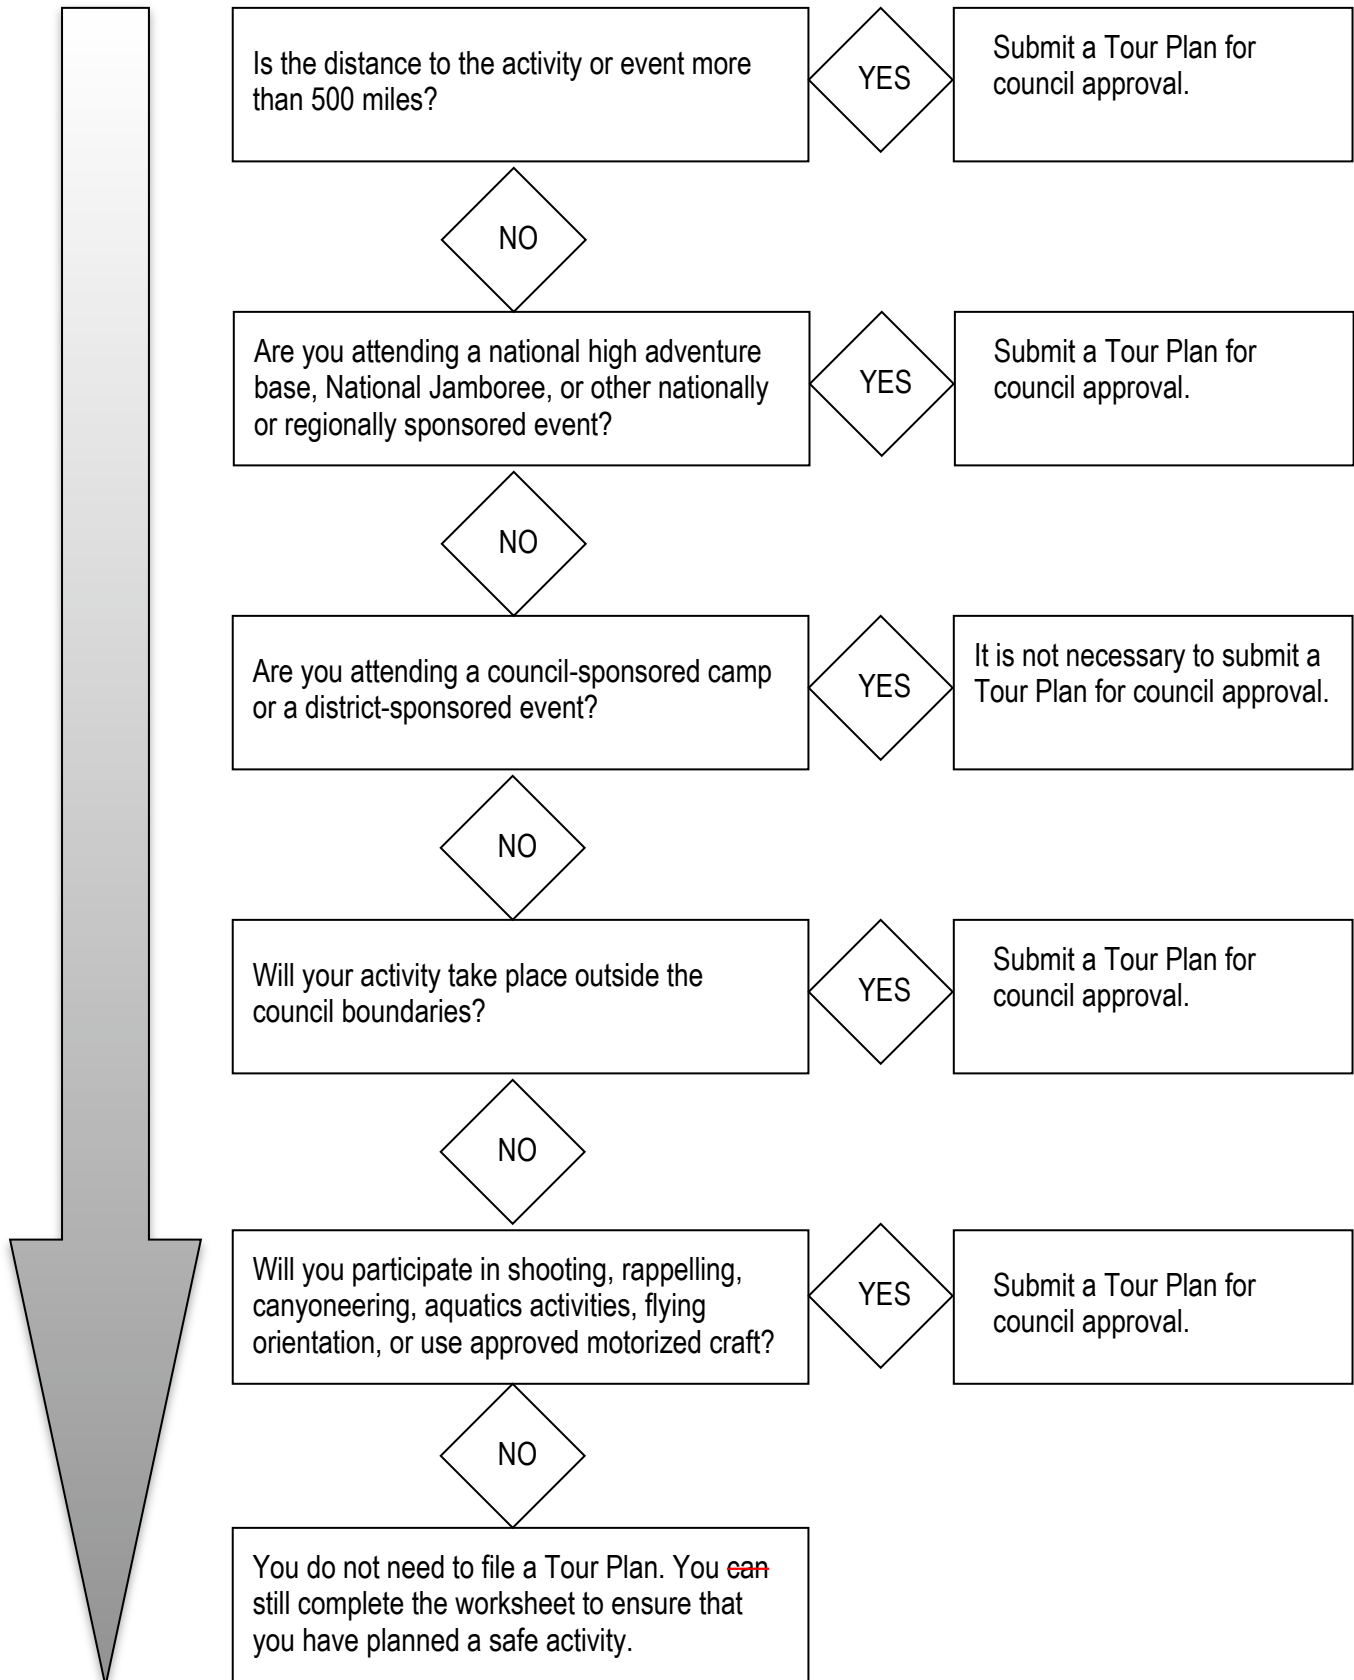 Is the distance to the activity or event more
than 500 miles?
YES
Submit a Tour Plan for
council approval.
NO
Are you attending a national high adventure
base, National Jamboree, or other nationally
or regionally sponsored event?
YES
Submit a Tour Plan for
council approval.
NO
Are you attending a council-sponsored camp
or a district-sponsored event?
YES
It is not necessary to submit a
Tour Plan for council approval.
NO
Will your activity take place outside the
council boundaries?
YES
Submit a Tour Plan for
council approval.
NO
Will you participate in shooting, rappelling,
canyoneering, aquatics activities, flying
orientation, or use approved motorized craft?
YES
Submit a Tour Plan for
council approval.
NO
You do not need to file a Tour Plan. You can
still complete the worksheet to ensure that
you have planned a safe activity.